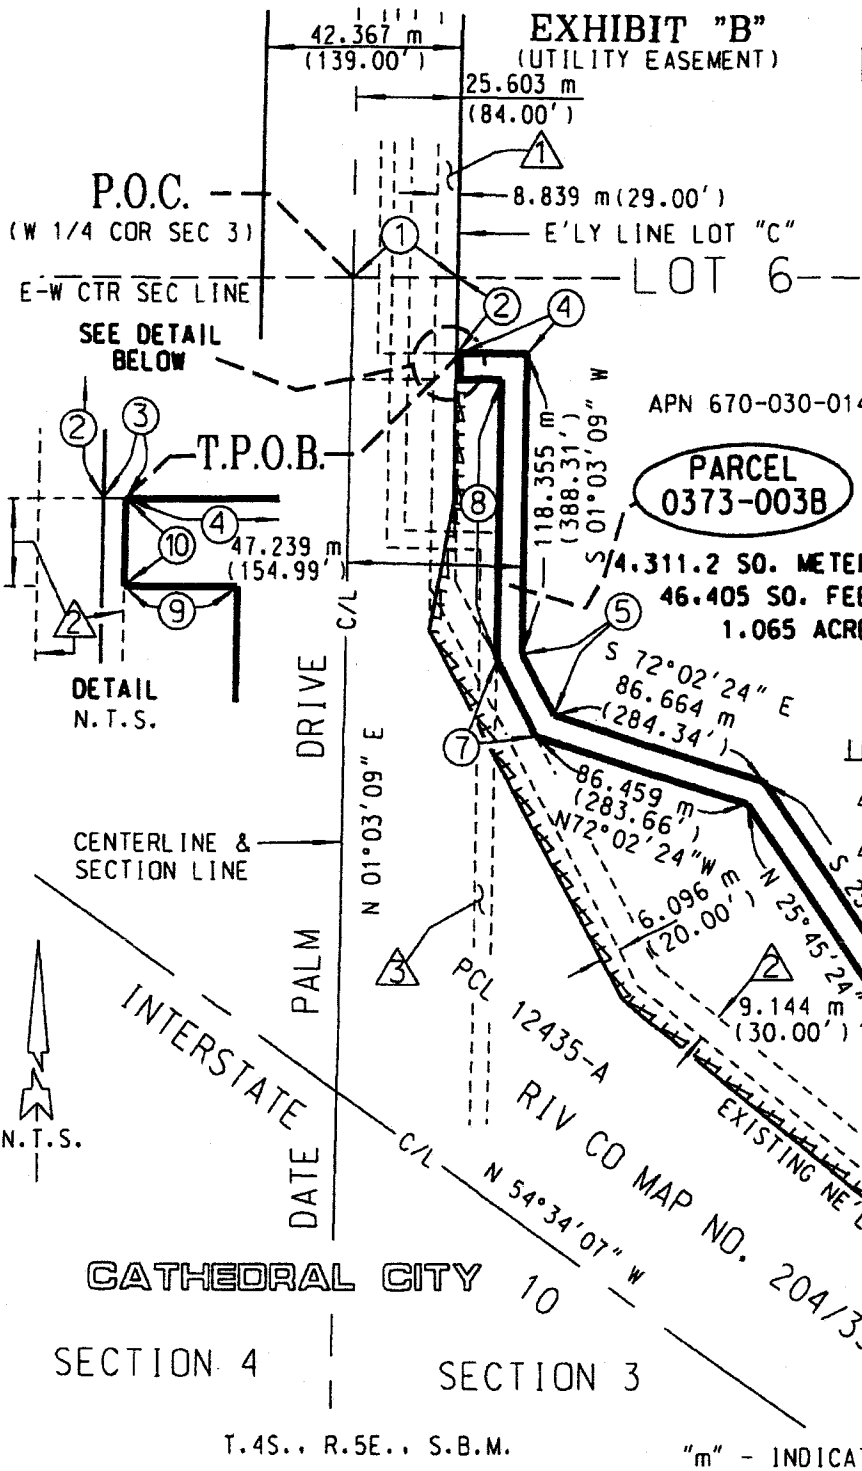 EXHIBIT "B"
(UTILITY EASEMENT)
42.367 m
(139.00')
25.603 m
(84.00')
1
8.839 m(29.00')
P.O.C.
(W 1/4 COR SEC 3)
1
E'LY LINE LOT "C"
E-W CTR SEC LINE
LOT 6
2
4
SEE DETAIL
BELOW
APN 670-030-014
2
3
T.P.O.B.
PARCEL
0373-003B
118.355 m
(388.31')
S 01°03'09" W
8
4
10
47.239 m
(154.99')
4.311.2 SQ. METE
46.405 SQ. FEE
1.065 ACRE
9
2
C/L
5
DETAIL
N.T.S.
S 72°02'24" E
86.664 m
(284.34')
7
86.459 m
(283.66')
N72°02'24"W
N 01°03'09" E
CENTERLINE &
SECTION LINE
S 25
6.096
(20.00')
N 25°45'24"
3
2
9.144 m
(30.00')
PCL 12435-A
INTERSTATE 10
DATE PALM DRIVE
RIV CO MAP NO. 204/3
EXISTING NE'L
N.T.S.
C/L
N 54°34'07" W
CATHEDRAL CITY
SECTION 4
SECTION 3
T.4S., R.5E., S.B.M.
"m" - INDICA